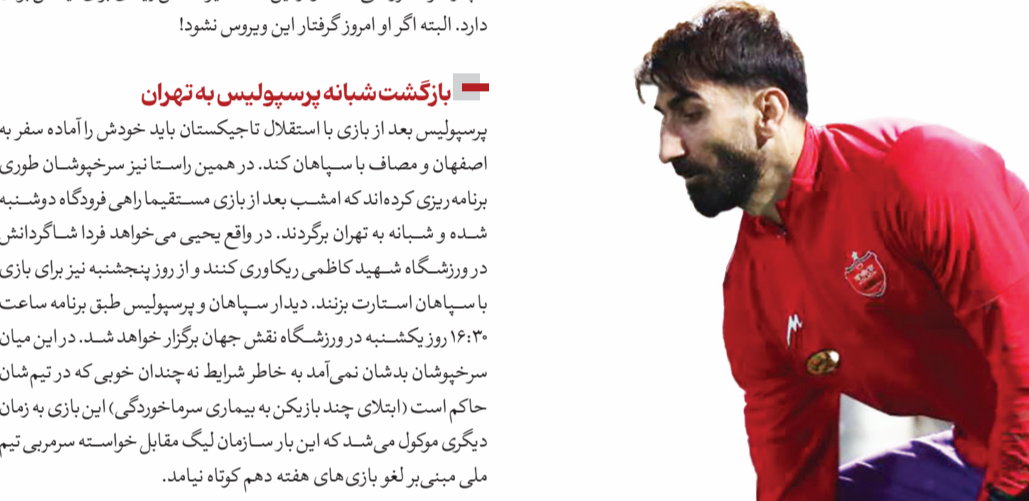 دارد. البته اگر او امروز گرفتار این ویروس نشود!
بازگشت شبانه پرسپولیس به تهران
پرسپولیس بعد از بازی با استقلال تاجیکستان باید خودش را آماده سفر به
اصفهان و مصاف با سپاهان کند. در همین راستا نیز سرخپوشان طوری
برنامه‌ریزی کرده‌اند که امشب بعد از بازی مستقیما راهی فرودگاه دوشنبه
شده و شبانه به تهران برگردند. در واقع یحیی می‌خواهد فردا شاگردانش
در ورزشگاه شهید کاظمی ریکاوری کنند و از روز پنجشنبه نیز برای بازی
با سپاهان استارت بزنند. دیدار سپاهان و پرسپولیس طبق برنامه ساعت
۱۶:۳۰ روز یکشنبه در ورزشگاه نقش جهان برگزار خواهد شد. در این میان
سرخپوشان بدشان نمی‌آمد به خاطر شرایط نه چندان خوبی که در تیم‌شان
حاکم است (ابتلای چند بازیکن به بیماری سرماخوردگی) این بازی به زمان
دیگری موکول می‌شد که این بار سازمان لیگ مقابل خواسته سرمربی تیم
ملی مبنی‌بر لغو بازی‌های هفته دهم کوتاه نیامد.